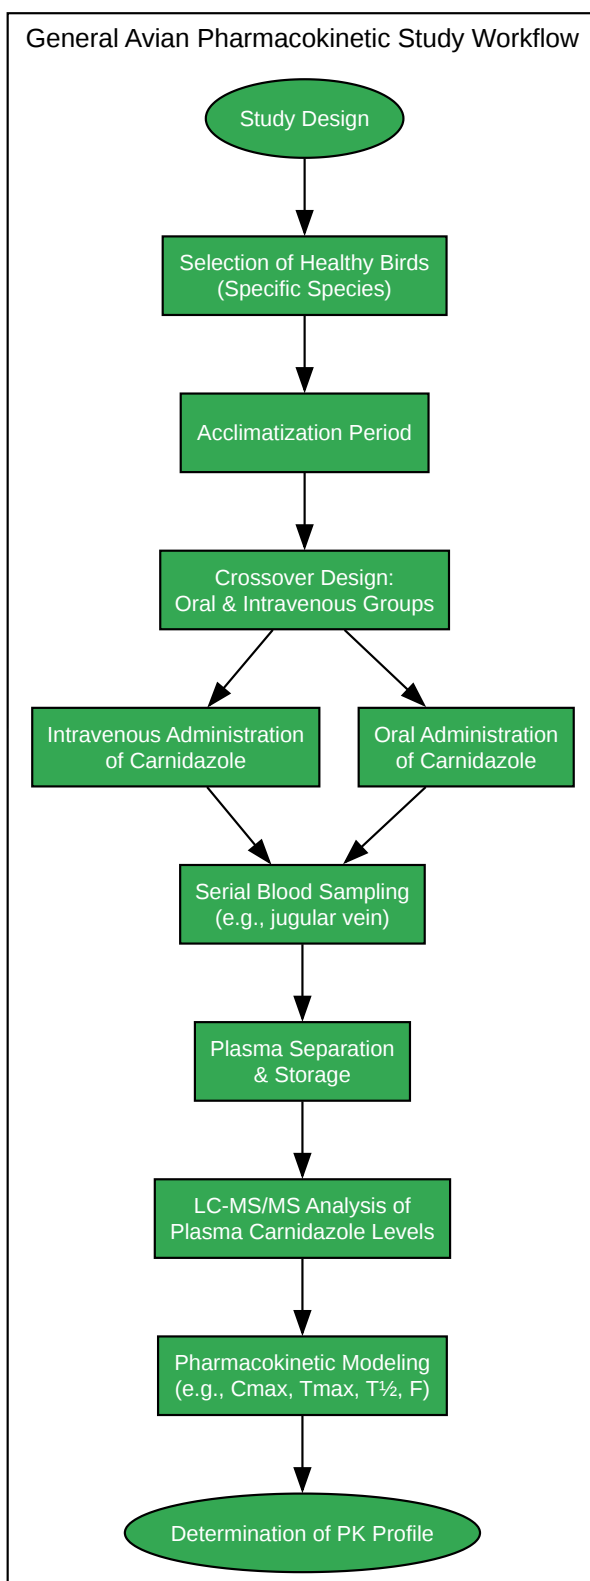 General Avian Pharmacokinetic Study Workflow
Study Design
Selection of Healthy Birds
(Specific Species)
Acclimatization Period
Crossover Design:
Oral & Intravenous Groups
Intravenous Administration
of Carnidazole
Oral Administration
of Carnidazole
Serial Blood Sampling
(e.g., jugular vein)
Plasma Separation
& Storage
LC-MS/MS Analysis of
Plasma Carnidazole Levels
Pharmacokinetic Modeling
(e.g., Cmax, Tmax, T½, F)
Determination of PK Profile